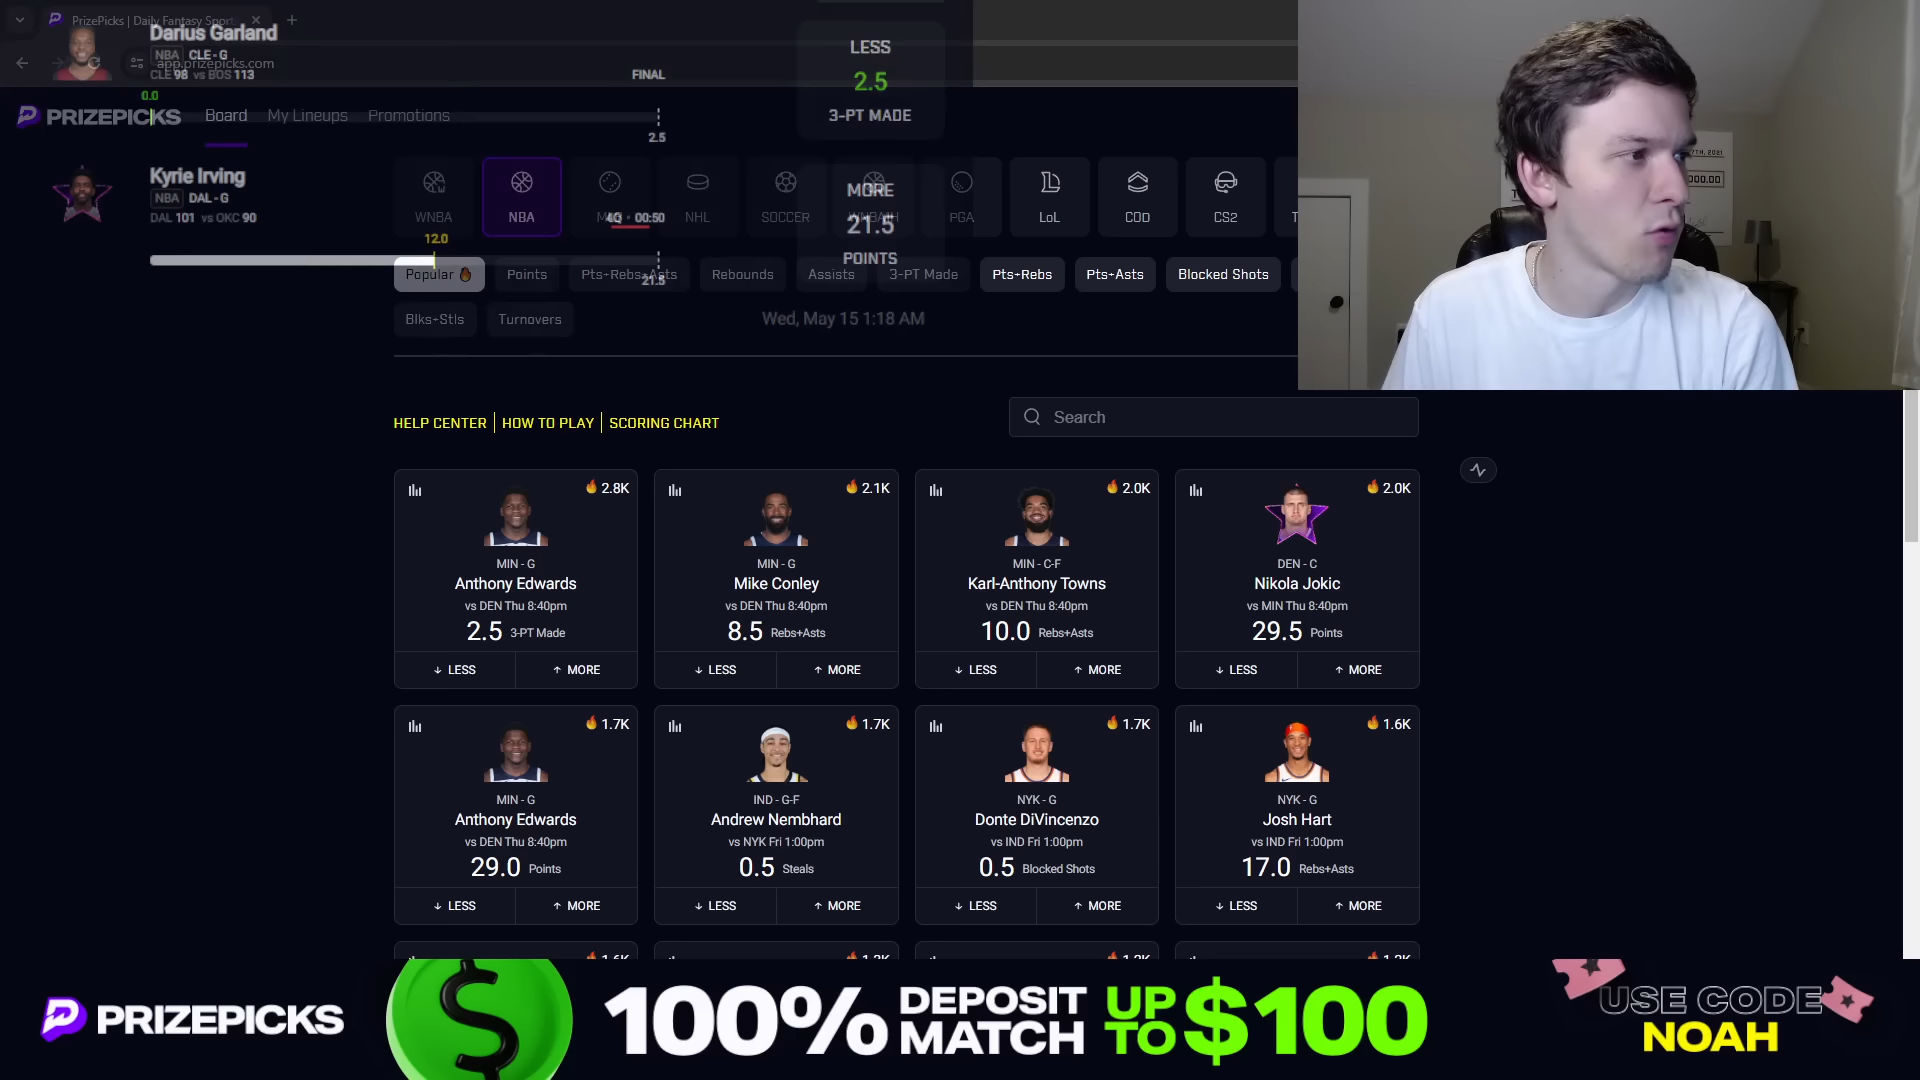 PrizePicks | Daily Fantasy Sport
app.prizepicks.com
Darius Garland
NBA CLE - G
CLE 98 vs BOS 113
FINAL
0.0
2.5
LESS
2.5
3-PT MADE
PRIZEPICKS
Board My Lineups Promotions
Kyrie Irving
NBA DAL - G
DAL 101 vs OKC 90
4Q - 00:50
12.0
21.5
MORE
21.5
POINTS
WNBA NBA NHL SOCCER PGA LoL COD CS2
Popular Points Pts+Rebs+Asts Rebounds Assists 3-PT Made Pts+Rebs Pts+Asts Blocked Shots
Blks+Stls Turnovers
Wed, May 15 1:18 AM
7TH, 2021
000.00
HELP CENTER HOW TO PLAY SCORING CHART
Search
2.8K 2.1K 2.0K 2.0K
MIN - G MIN - G MIN - C-F DEN - C
Anthony Edwards Mike Conley Karl-Anthony Towns Nikola Jokic
vs DEN Thu 8:40pm vs DEN Thu 8:40pm vs DEN Thu 8:40pm vs MIN Thu 8:40pm
2.5 3-PT Made 8.5 Rebs+Asts 10.0 Rebs+Asts 29.5 Points
↓ LESS ↑ MORE ↓ LESS ↑ MORE ↓ LESS ↑ MORE ↓ LESS ↑ MORE
1.7K 1.7K 1.7K 1.6K
MIN - G IND - G-F NYK - G NYK - G
Anthony Edwards Andrew Nembhard Donte DiVincenzo Josh Hart
vs DEN Thu 8:40pm vs NYK Fri 1:00pm vs IND Fri 1:00pm vs IND Fri 1:00pm
29.0 Points 0.5 Steals 0.5 Blocked Shots 17.0 Rebs+Asts
↓ LESS ↑ MORE ↓ LESS ↑ MORE ↓ LESS ↑ MORE ↓ LESS ↑ MORE
PRIZEPICKS
$
100% DEPOSIT MATCH UP TO $100
USE CODE
NOAH